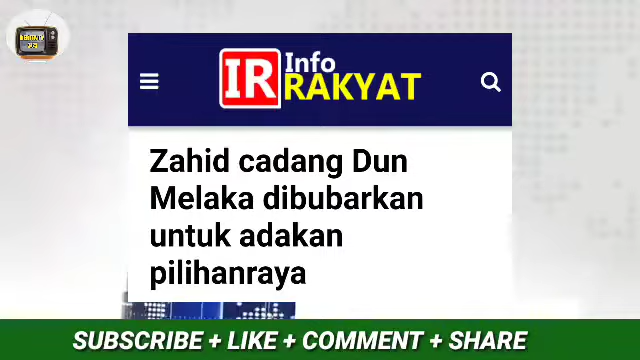 IR Info
RAKYAT
Zahid cadang Dun
Melaka dibubarkan
untuk adakan
pilihanraya
SUBSCRIBE + LIKE + COMMENT + SHARE